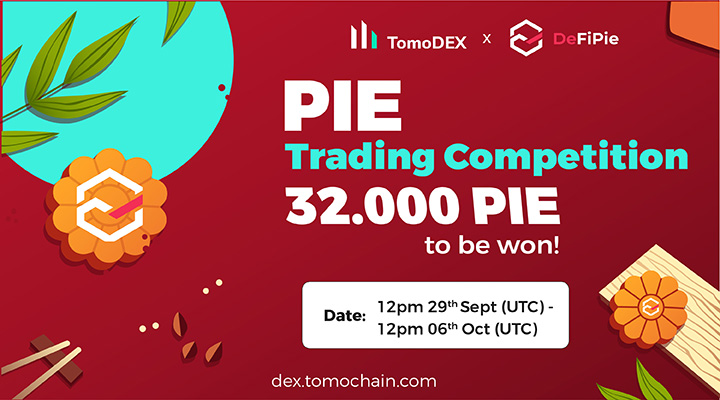 TomoDEX x DeFiPie
PIE
Trading Competition
32.000 PIE
to be won!
Date: 12pm 29th Sept (UTC) -
12pm 06th Oct (UTC)
dex.tomochain.com